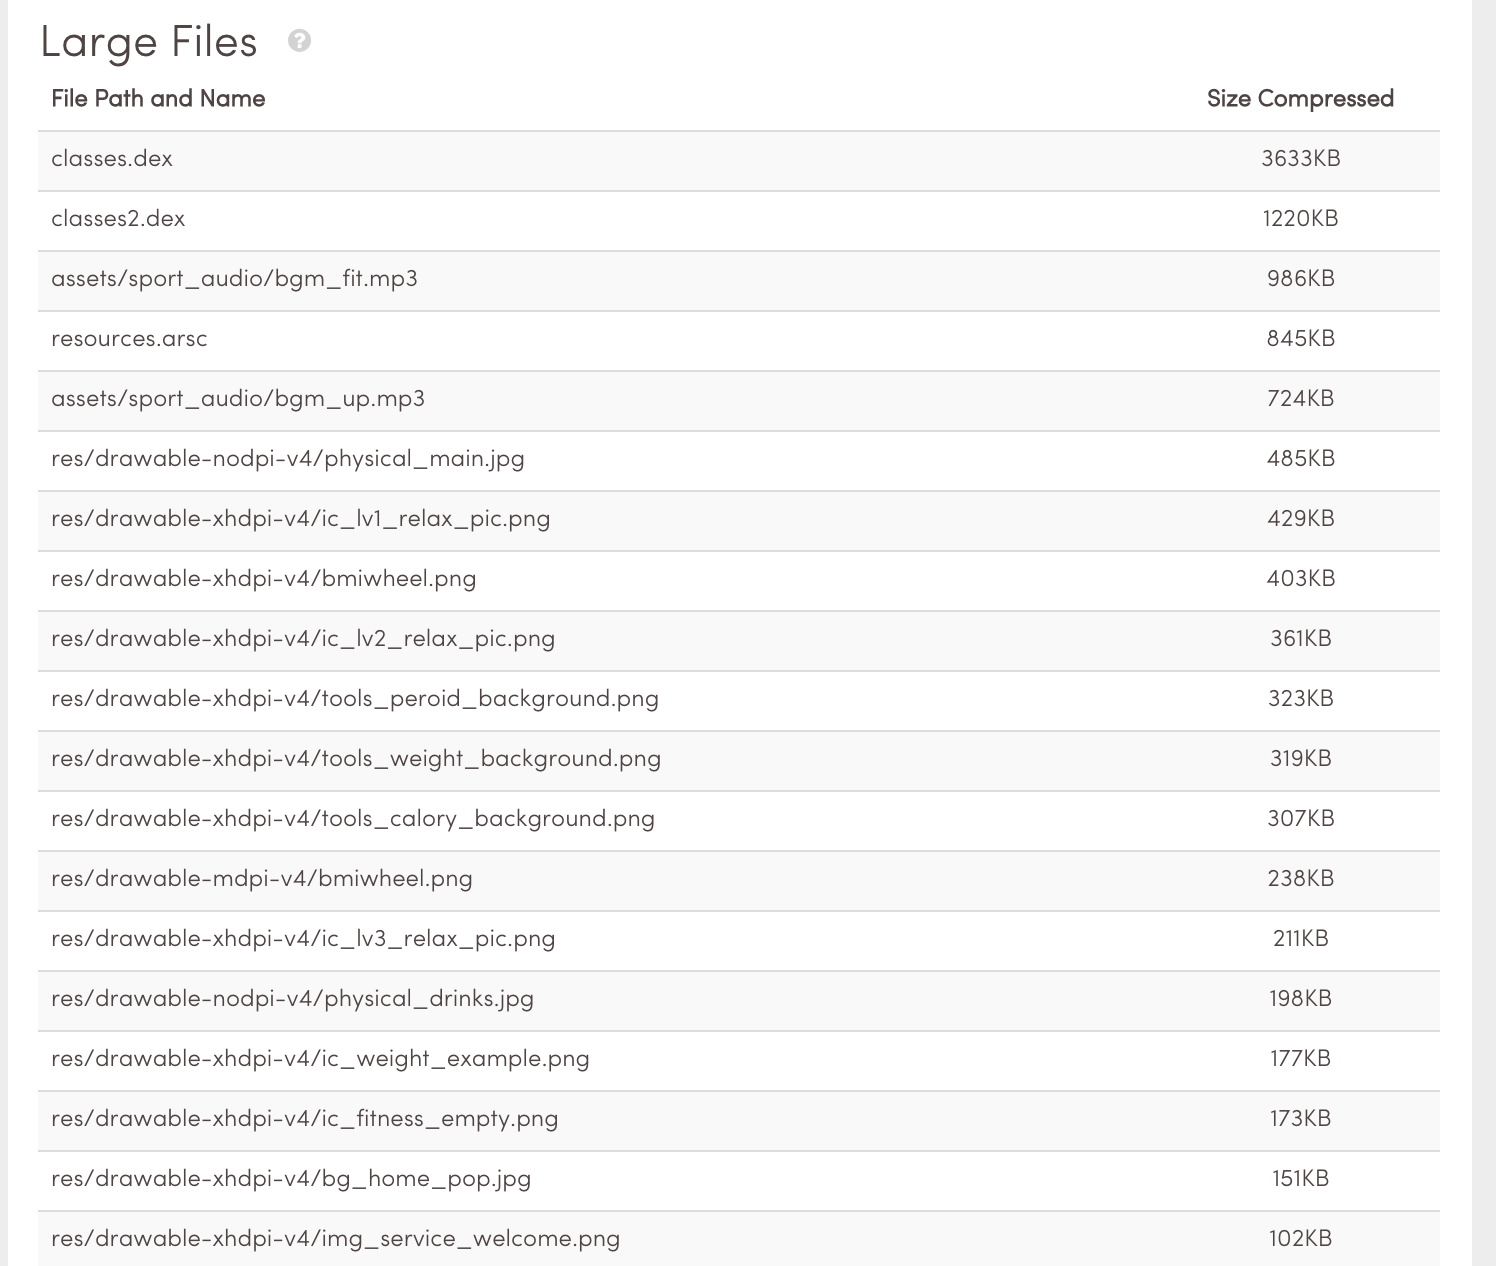 Large Files ?
File Path and Name Size Compressed
classes.dex 3633KB
classes2.dex 1220KB
assets/sport_audio/bgm_fit.mp3 986KB
resources.arsc 845KB
assets/sport_audio/bgm_up.mp3 724KB
res/drawable-nodpi-v4/physical_main.jpg 485KB
res/drawable-xhdpi-v4/ic_lv1_relax_pic.png 429KB
res/drawable-xhdpi-v4/bmiwheel.png 403KB
res/drawable-xhdpi-v4/ic_lv2_relax_pic.png 361KB
res/drawable-xhdpi-v4/tools_peroid_background.png 323KB
res/drawable-xhdpi-v4/tools_weight_background.png 319KB
res/drawable-xhdpi-v4/tools_calory_background.png 307KB
res/drawable-mdpi-v4/bmiwheel.png 238KB
res/drawable-xhdpi-v4/ic_lv3_relax_pic.png 211KB
res/drawable-nodpi-v4/physical_drinks.jpg 198KB
res/drawable-xhdpi-v4/ic_weight_example.png 177KB
res/drawable-xhdpi-v4/ic_fitness_empty.png 173KB
res/drawable-xhdpi-v4/bg_home_pop.jpg 151KB
res/drawable-xhdpi-v4/img_service_welcome.png 102KB